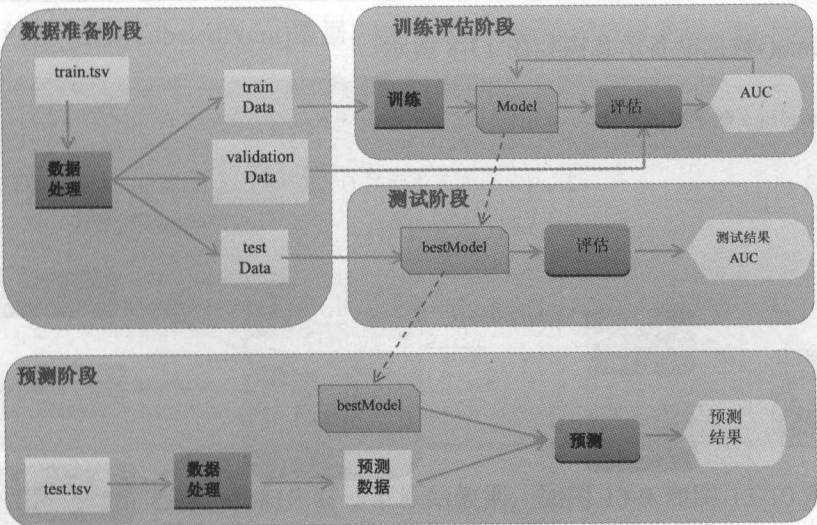 数据准备阶段
train.tsv
数据
处理
train
Data
validation
Data
test
Data
训练评估阶段
训练
Model
评估
AUC
测试阶段
bestModel
评估
测试结果
AUC
预测阶段
bestModel
test.tsv
数据
处理
预测
数据
预测
预测
结果